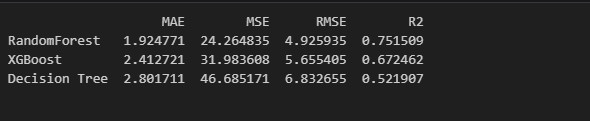 MAE MSE RMSE R2
RandomForest 1.924771 24.264835 4.925935 0.751509
XGBoost 2.412721 31.983608 5.655405 0.672462
Decision Tree 2.801711 46.685171 6.832655 0.521907